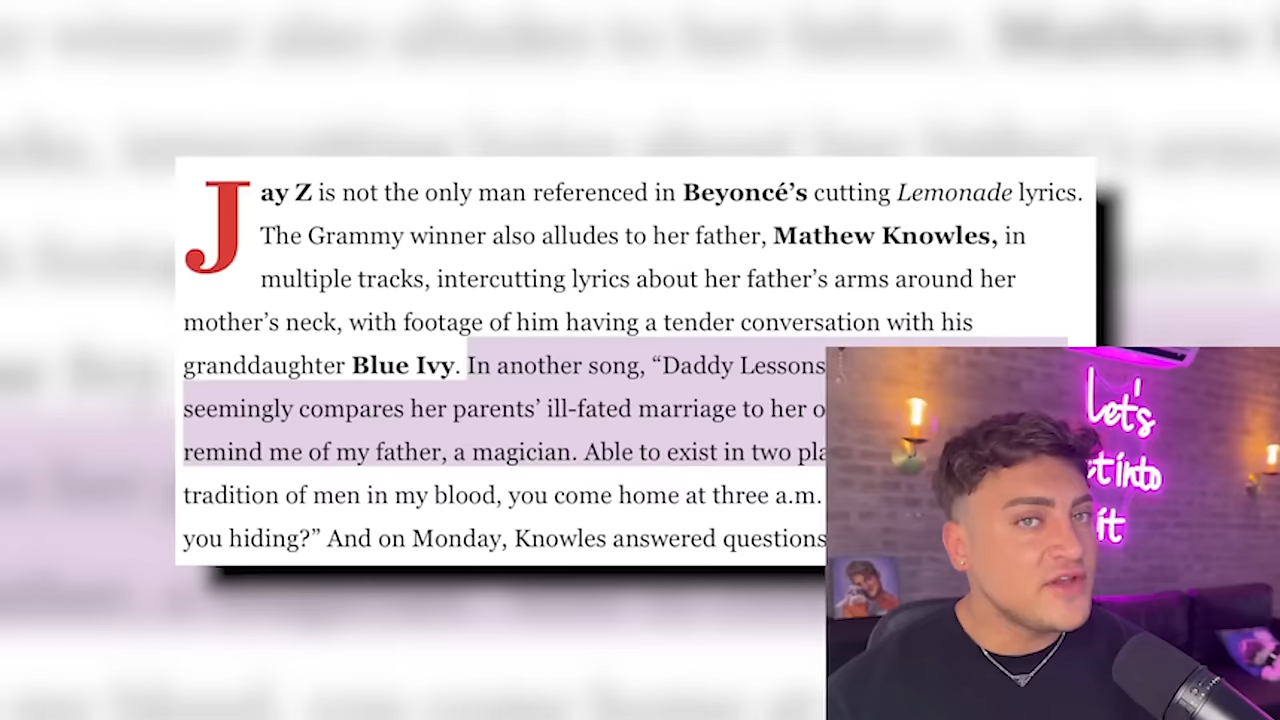 Jay Z is not the only man referenced in Beyoncé’s cutting Lemonade lyrics.
The Grammy winner also alludes to her father, Mathew Knowles, in
multiple tracks, intercutting lyrics about her father’s arms around her
mother’s neck, with footage of him having a tender conversation with his
granddaughter Blue Ivy. In another song, “Daddy Lessons
seemingly compares her parents’ ill-fated marriage to her o
remind me of my father, a magician. Able to exist in two pla
tradition of men in my blood, you come home at three a.m.
you hiding?” And on Monday, Knowles answered questions
Let's
it